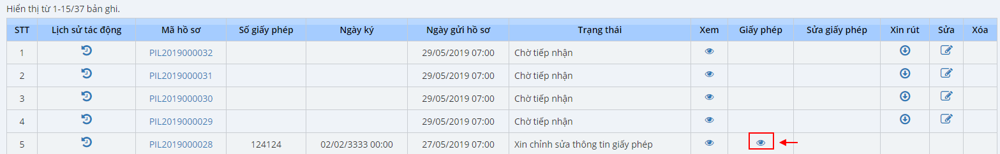 Hiển thị từ 1-15/37 bản ghi.
STT Lịch sử tác động Mã hồ sơ Số giấy phép Ngày ký Ngày gửi hồ sơ Trạng thái Xem Giấy phép Sửa giấy phép Xin rút Sửa Xóa
1 PIL2019000032 29/05/2019 07:00 Chờ tiếp nhận
2 PIL2019000031 29/05/2019 07:00 Chờ tiếp nhận
3 PIL2019000030 29/05/2019 07:00 Chờ tiếp nhận
4 PIL2019000029 29/05/2019 07:00 Chờ tiếp nhận
5 PIL2019000028 124124 02/02/3333 00:00 27/05/2019 07:00 Xin chỉnh sửa thông tin giấy phép